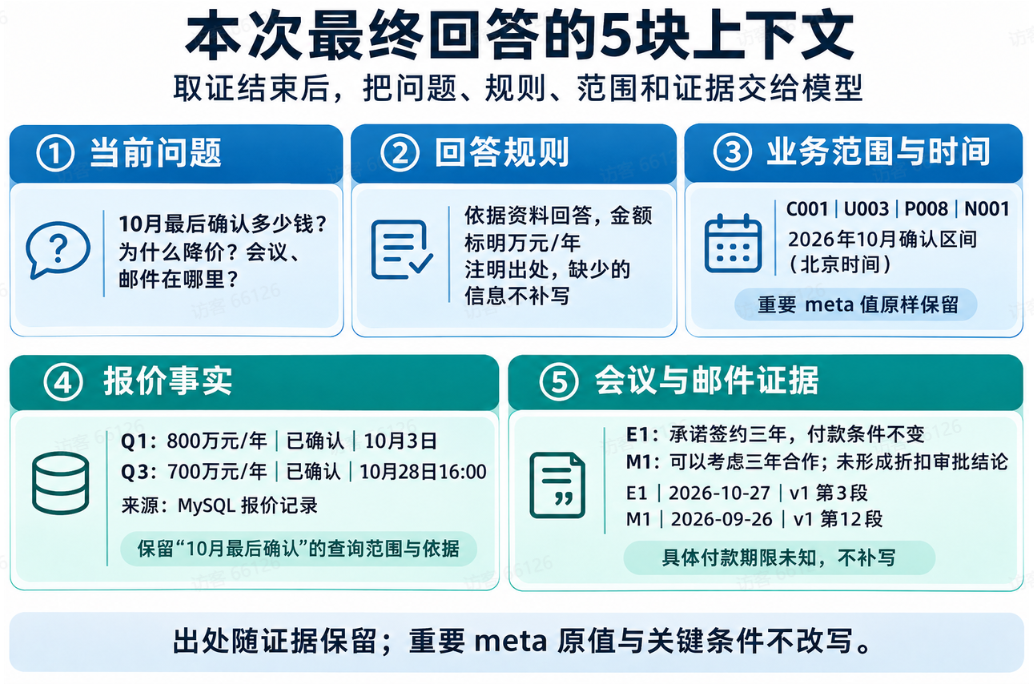 本次最终回答的5块上下文
取证结束后，把问题、规则、范围和证据交给模型
① 当前问题
10月最后确认多少钱？
为什么降价？会议、
邮件在哪里？
② 回答规则
依据资料回答，金额
标明万元/年
注明出处，缺少的
信息不补写
③ 业务范围与时间
C001 | U003 | P008 | N001
2026年10月确认区间
（北京时间）
重要 meta 值原样保留
④ 报价事实
Q1：800万元/年 | 已确认 | 10月3日
Q3：700万元/年 | 已确认 | 10月28日16:00
来源：MySQL 报价记录
保留“10月最后确认”的查询范围与依据
⑤ 会议与邮件证据
E1：承诺签约三年，付款条件不变
M1：可以考虑三年合作；未形成折扣审批结论
E1 | 2026-10-27 | v1 第3段
M1 | 2026-09-26 | v1 第12段
具体付款期限未知，不补写
出处随证据保留；重要 meta 原值与关键条件不改写。
访客 66126